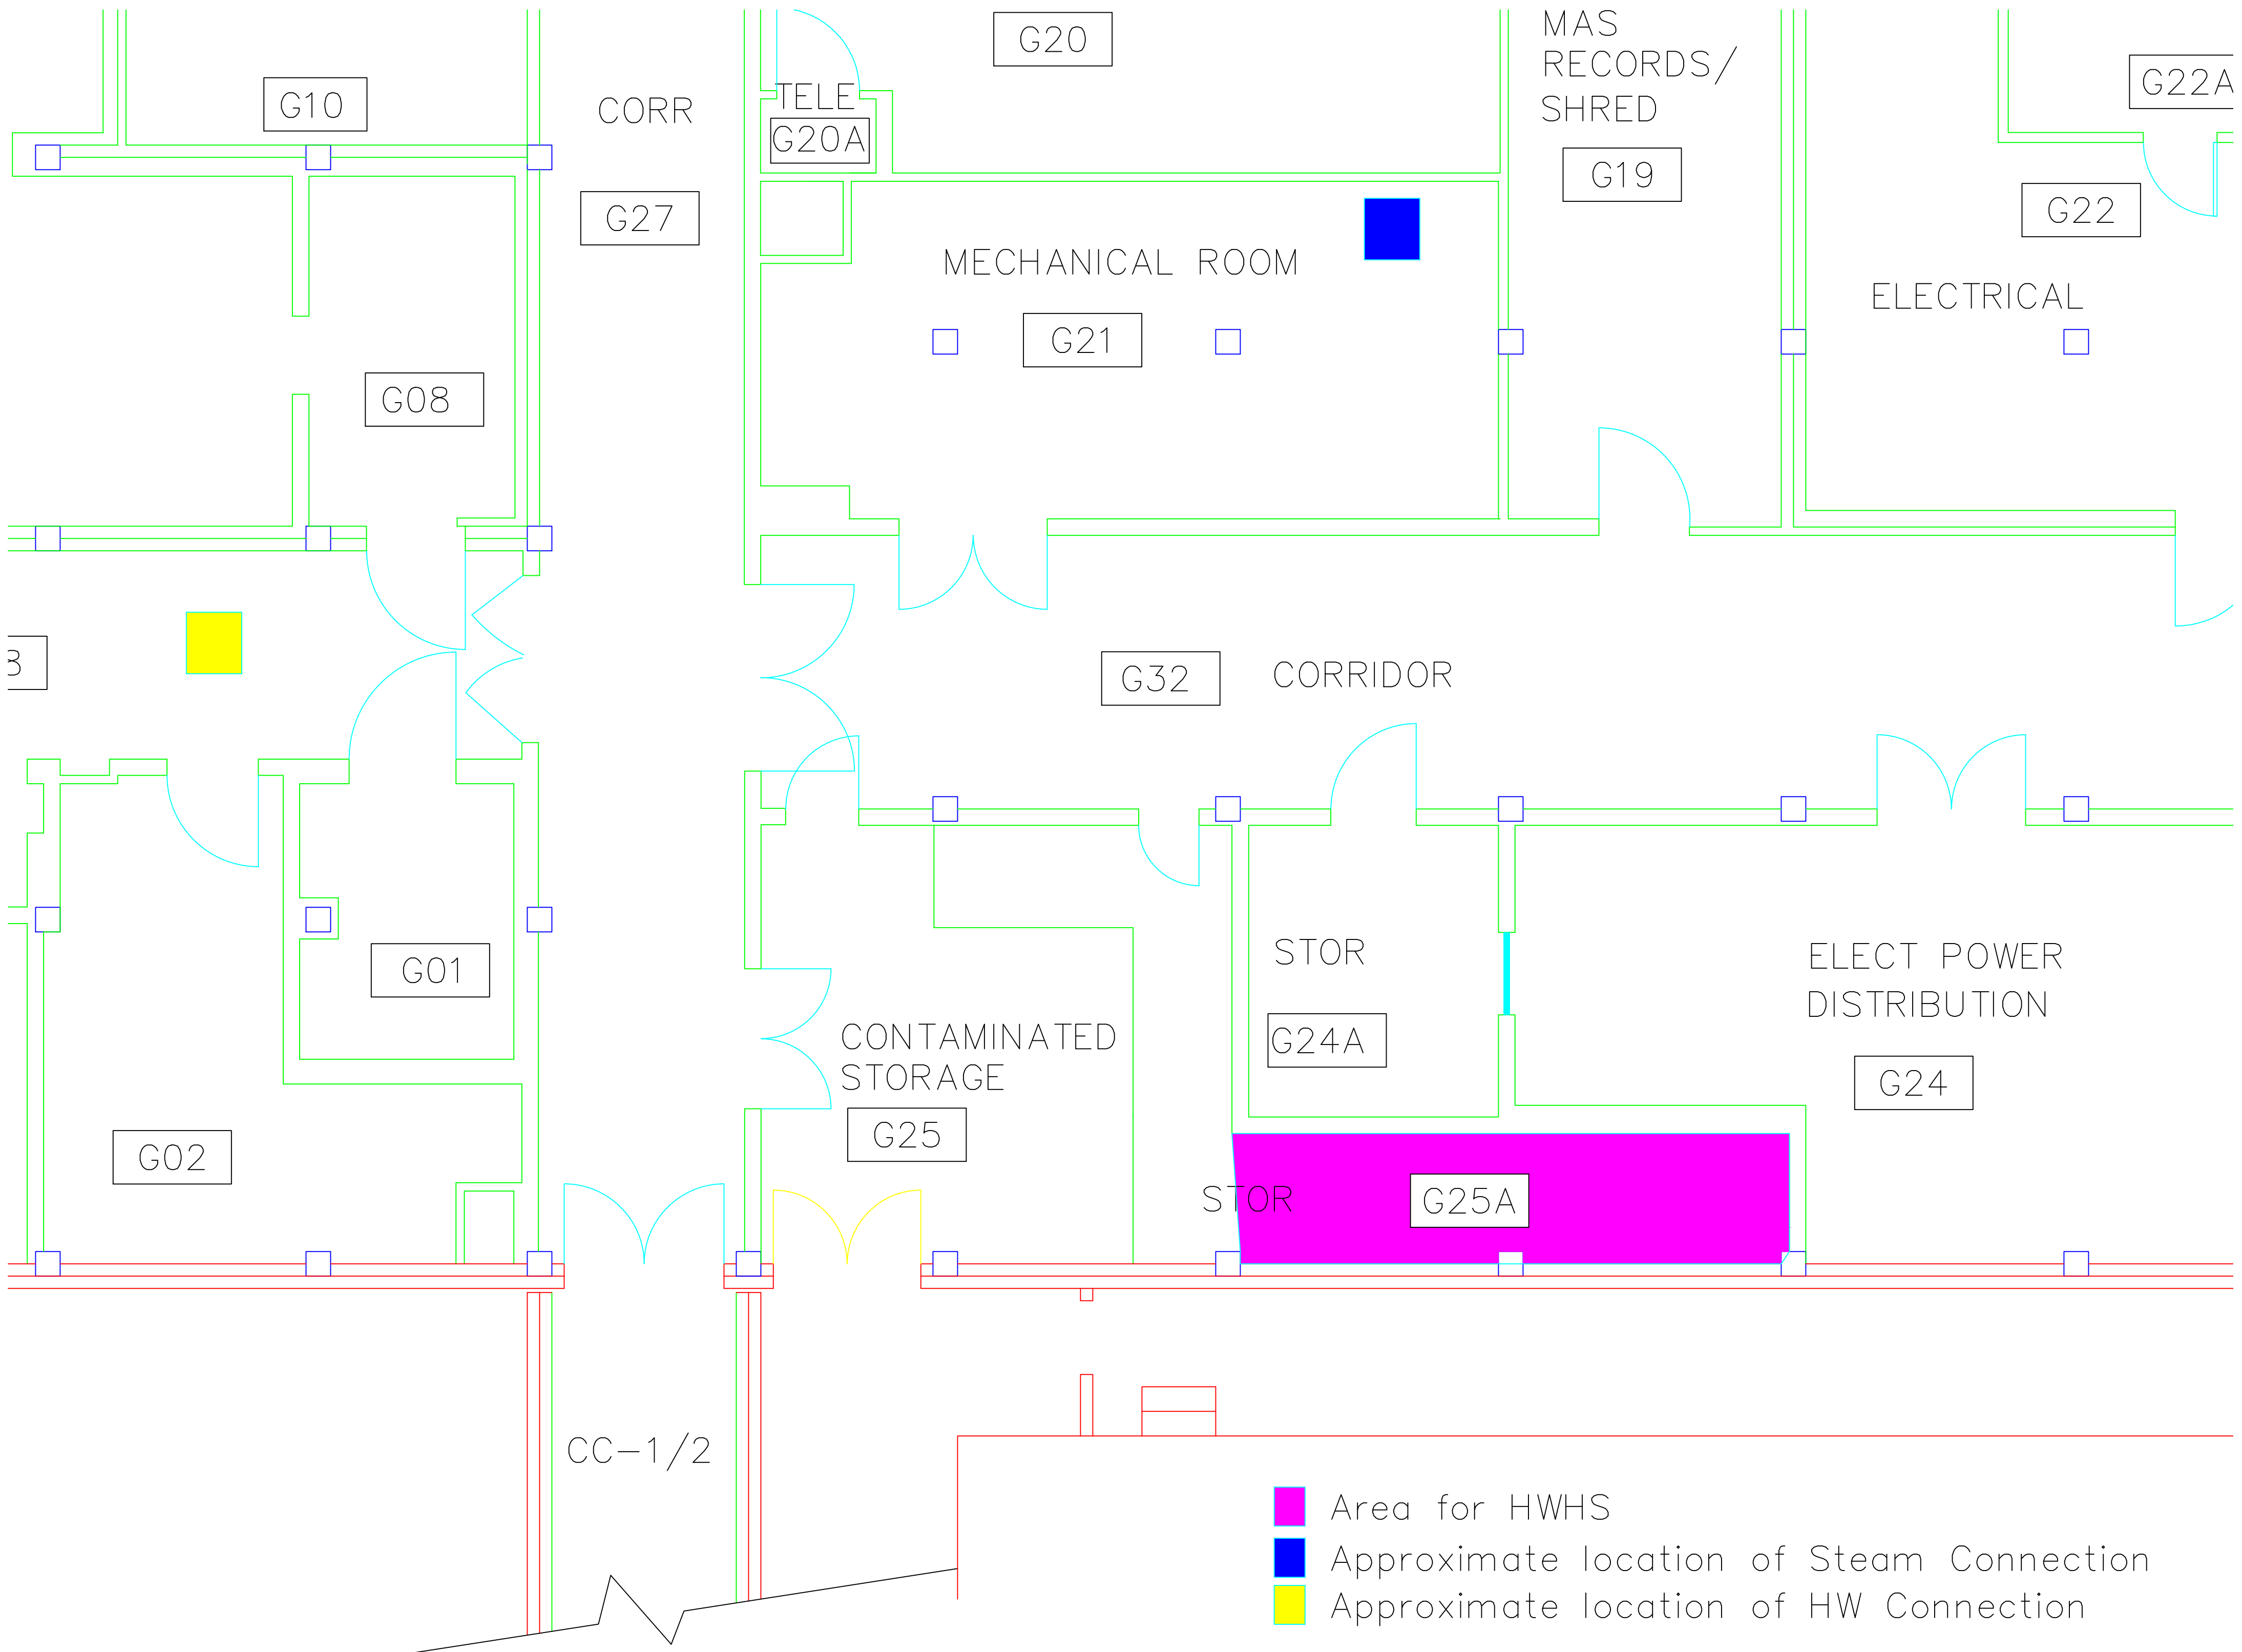 G10
CORR
G27
TELE
G20A
G20
MAS
RECORDS/
SHRED
G19
G22A
G22
ELECTRICAL
MECHANICAL ROOM
G21
G08
G32
CORRIDOR
G01
G02
CONTAMINATED
STORAGE
G25
STOR
G24A
ELECT POWER
DISTRIBUTION
G24
STOR
G25A
CC-1/2
Area for HWHS
Approximate location of Steam Connection
Approximate location of HW Connection